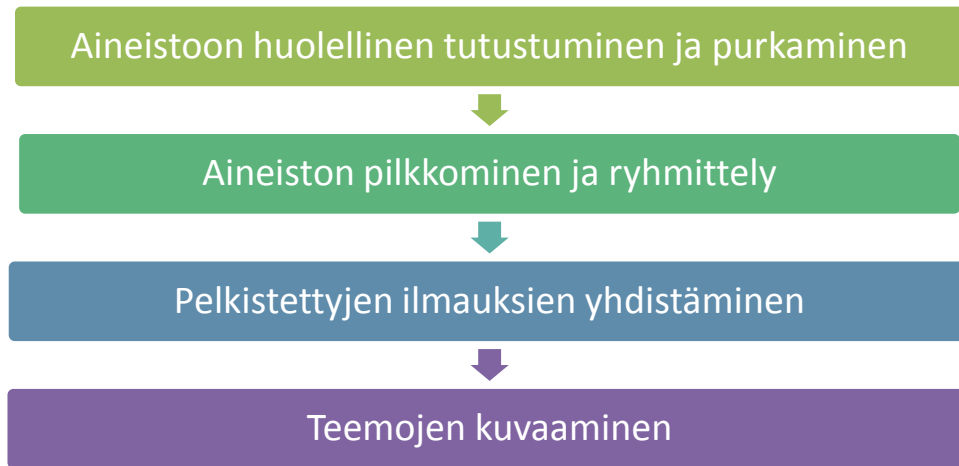 Aineistoon huolellinen tutustuminen ja purkaminen
Aineiston pilkkominen ja ryhmittely
Pelkistettyjen ilmauksien yhdistäminen
Teemojen kuvaaminen